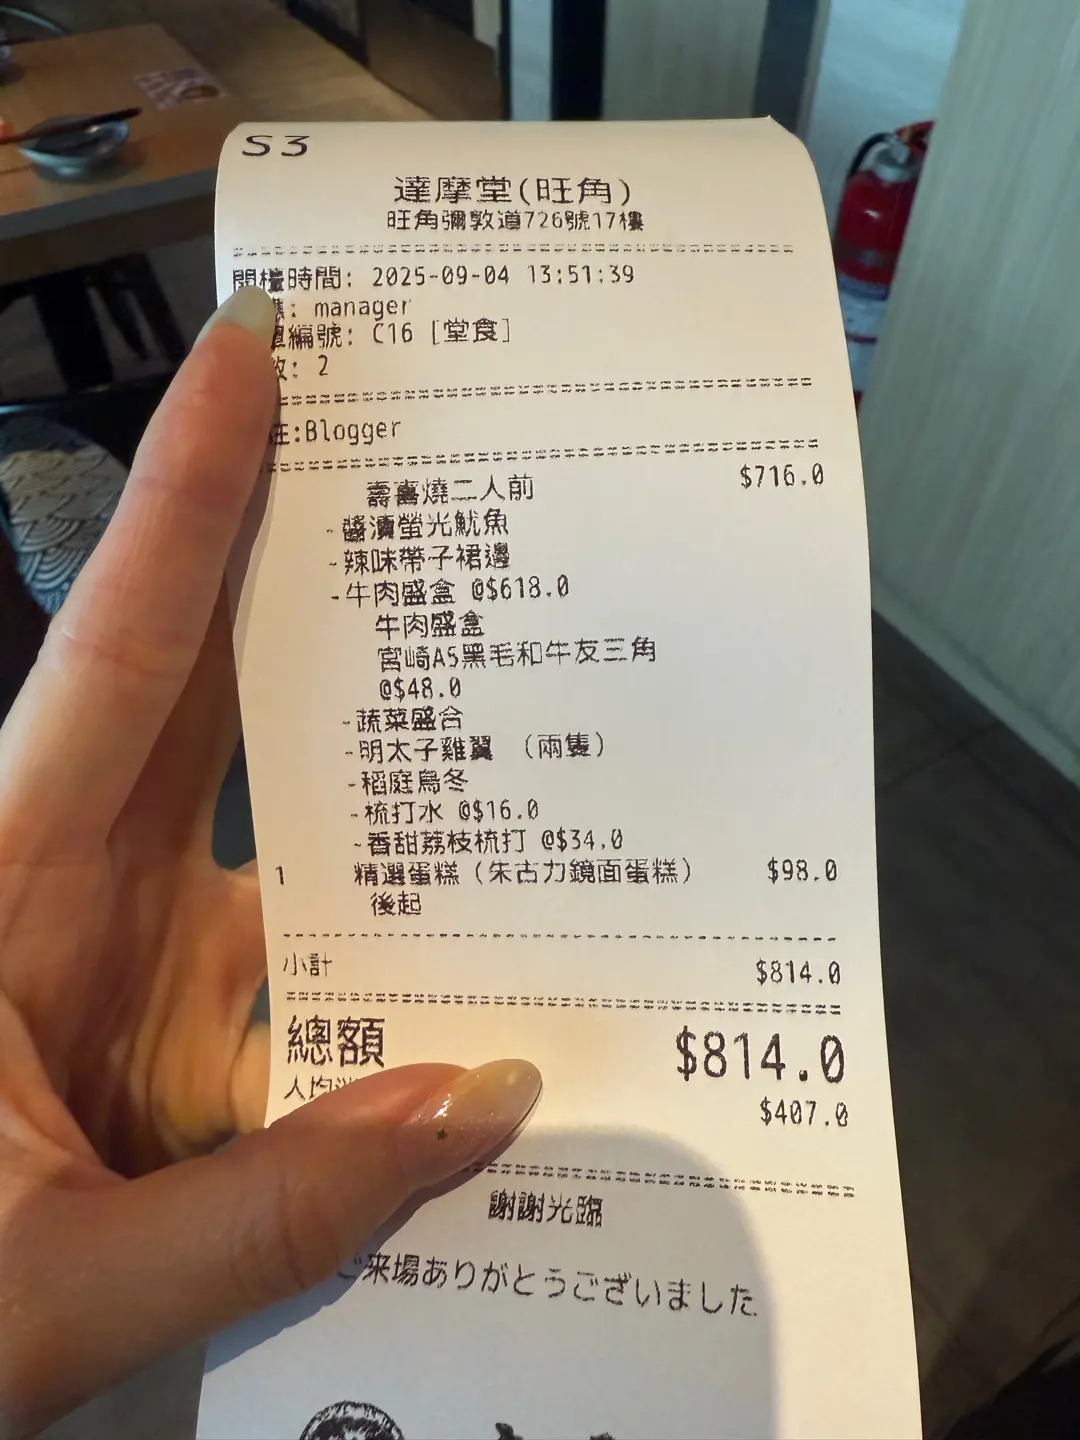 S3
達摩堂(旺角)
旺角彌敦道726號17樓
開檯時間: 2025-09-04 13:51:39
: manager
編號: C16 [堂食]
: 2
:Blogger
壽喜燒二人前 $716.0
-醬漬螢光魷魚
-辣味帶子裙邊
-牛肉盛盒 @$618.0
牛肉盛盒
宮崎A5黑毛和牛友三角
@$48.0
-蔬菜盛合
-明太子雞翼 (兩隻)
-稻庭烏冬
-梳打水 @$16.0
-香甜荔枝梳打 @$34.0
1 精選蛋糕(朱古力鏡面蛋糕) $98.0
後起
小計 $814.0
總額 $814.0
人均 $407.0
謝謝光臨
ご来場ありがとうございました